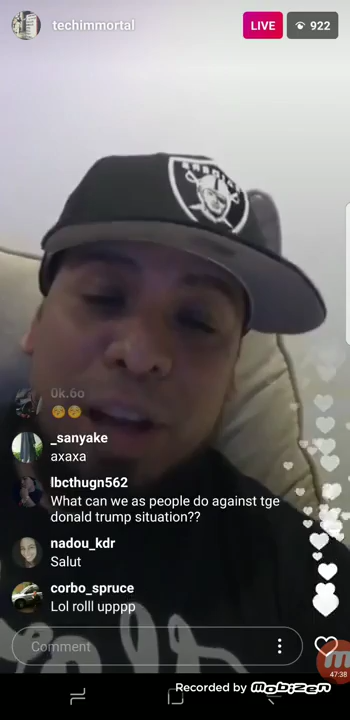 techimmortal
LIVE
922
RAIDERS
0k.6o
_sanyake
axaxa
lbcthugn562
What can we as people do against tge
donald trump situation??
nadou_kdr
Salut
corbo_spruce
Lol rolll upppp
Comment
47:38
Recorded by Mobizen